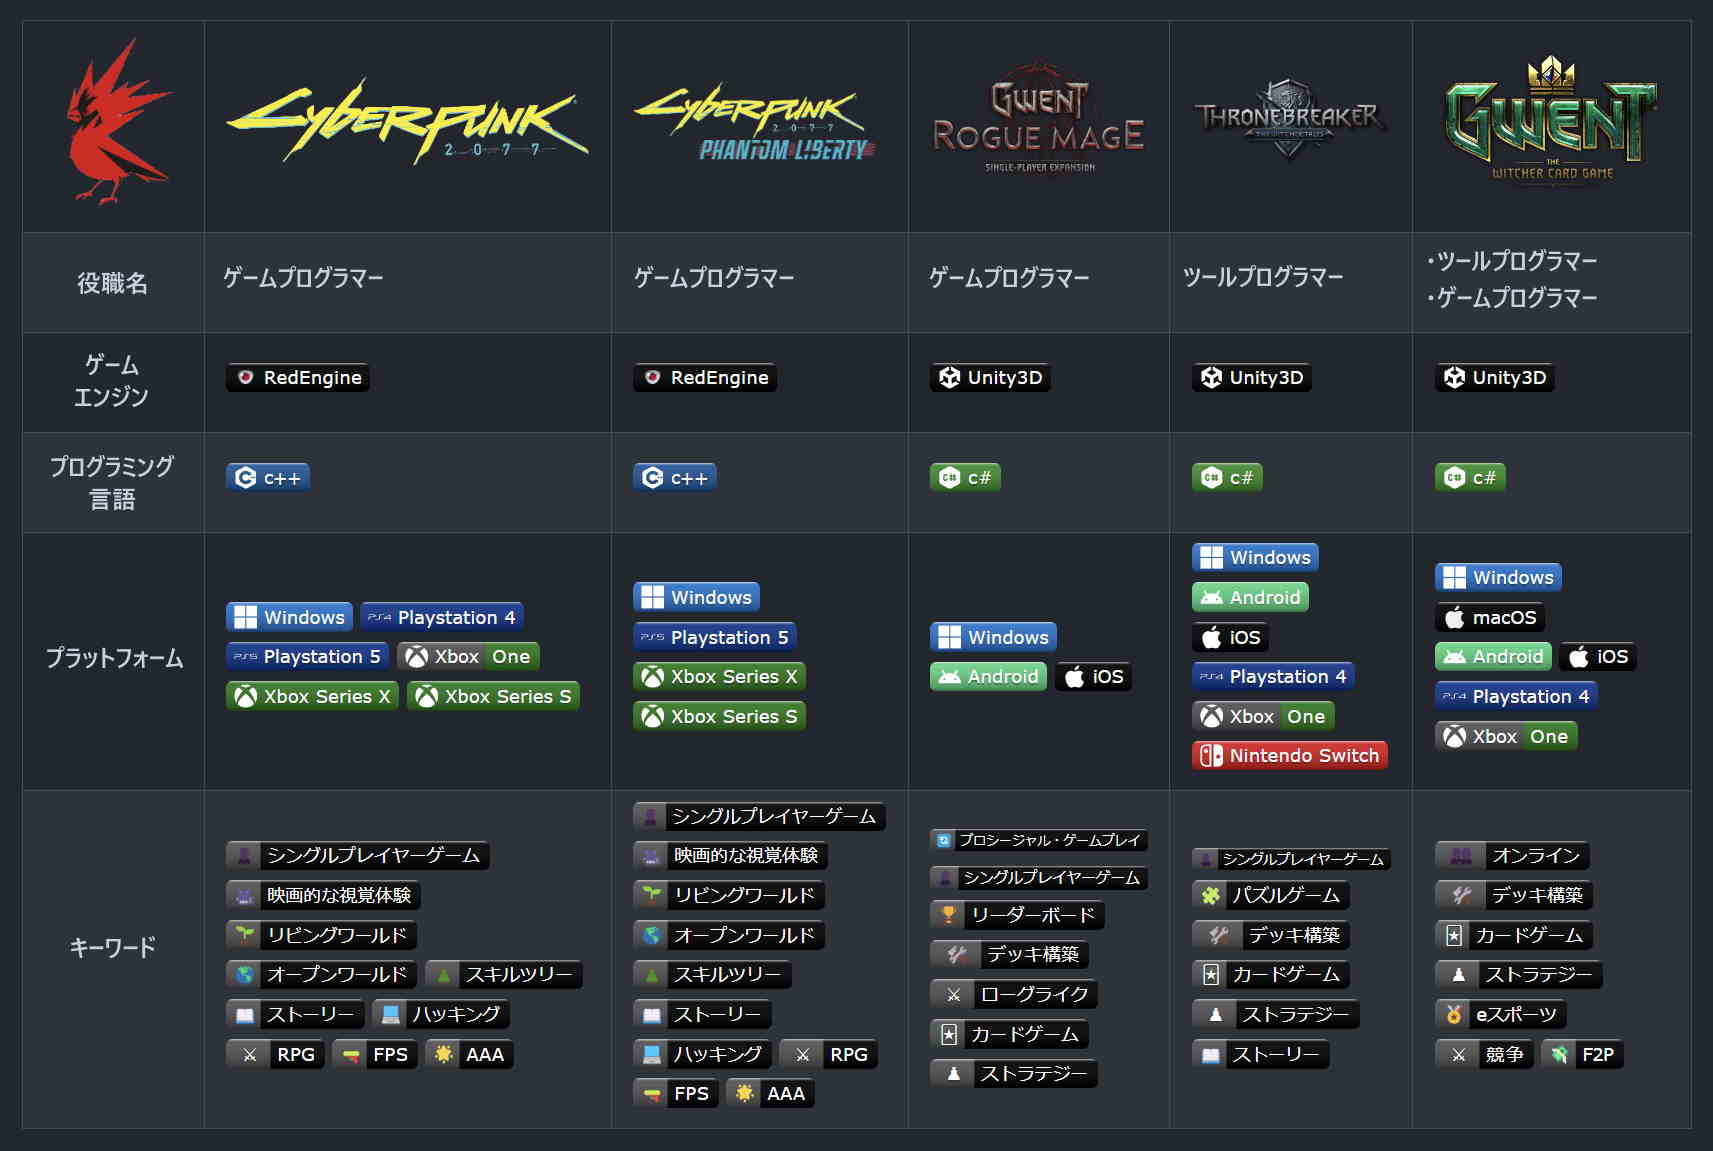 CYBERPUNK
2077
CYBERPUNK
2077
PHANTOM LIBERTY
GWENT
ROGUE MAGE
SINGLE-PLAYER EXPANSION
THRONEBREAKER
THE WITCHER TALES
GWENT
THE
WITCHER CARD GAME
役職名
ゲームプログラマー
ゲームプログラマー
ゲームプログラマー
ツールプログラマー
・ツールプログラマー
・ゲームプログラマー
ゲーム
エンジン
RedEngine
RedEngine
Unity3D
Unity3D
Unity3D
プログラミング
言語
c++
c++
C# c#
C# c#
C# c#
プラットフォーム
Windows PS4 Playstation 4
PS5 Playstation 5 Xbox One
Xbox Series X Xbox Series S
Windows
PS5 Playstation 5
Xbox Series X
Xbox Series S
Windows
Android iOS
Windows
Android
iOS
PS4 Playstation 4
Xbox One
Nintendo Switch
Windows
macOS
Android iOS
PS4 Playstation 4
Xbox One
キーワード
シングルプレイヤーゲーム
映画的な視覚体験
リビングワールド
オープンワールド スキルツリー
ストーリー ハッキング
RPG FPS AAA
シングルプレイヤーゲーム
映画的な視覚体験
リビングワールド
オープンワールド
スキルツリー
ストーリー
ハッキング RPG
FPS AAA
プロシージャル・ゲームプレイ
シングルプレイヤーゲーム
リーダーボード
デッキ構築
ローグライク
カードゲーム
ストラテジー
シングルプレイヤーゲーム
パズルゲーム
デッキ構築
カードゲーム
ストラテジー
ストーリー
オンライン
デッキ構築
カードゲーム
ストラテジー
eスポーツ
競争 F2P